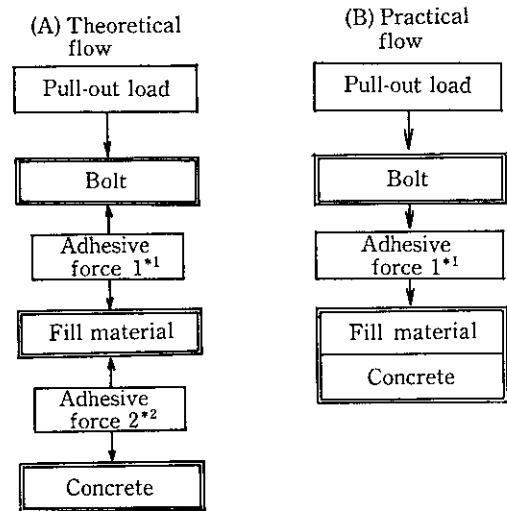 (A) Theoretical
flow
Pull-out load
Bolt
Adhesive
force 1*1
Fill material
Adhesive
force 2*2
Concrete
(B) Practical
flow
Pull-out load
Bolt
Adhesive
force 1*1
Fill material
Concrete